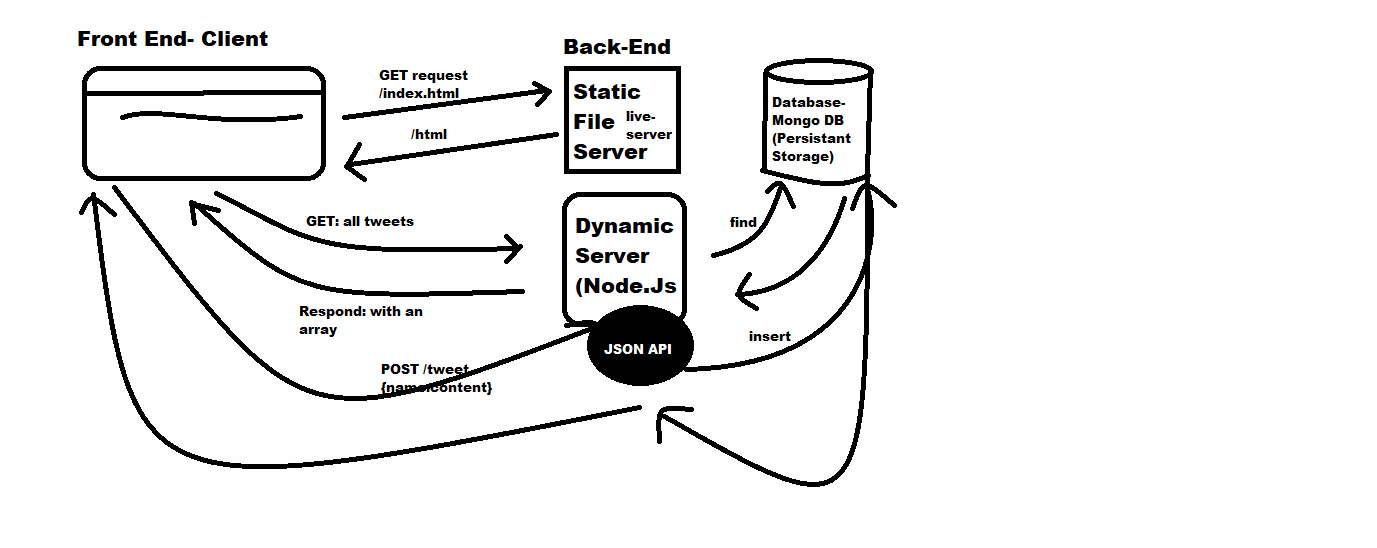 Front End- Client
Back-End
GET request
/index.html
/html
Static
File live-
server
Server
Database-
Mongo DB
(Persistant
Storage)
GET: all tweets
Dynamic
Server
(Node.Js
find
Respond: with an
array
insert
JSON API
POST /tweet
{name,content}